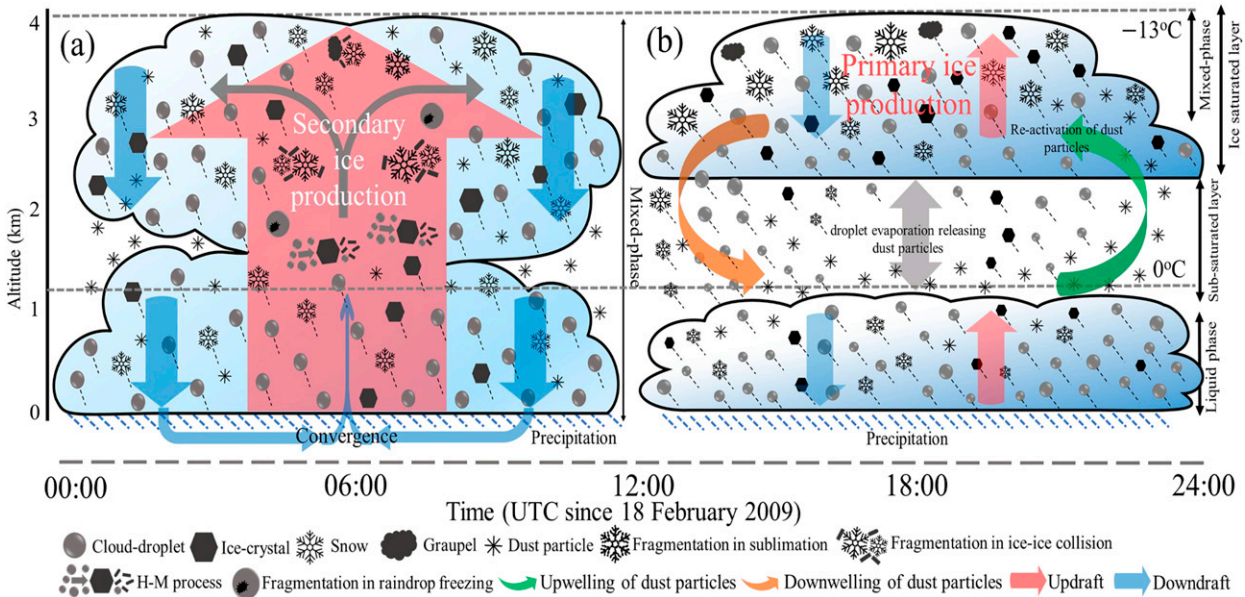 4
3
2
1
0
Altitude (km)
(a)
Secondary
ice
production
Convergence
Precipitation
Mixed-phase
(b)
−13°C
Primary ice
production
Re-activation of dust
particles
droplet evaporation releasing
dust particles
0°C
Precipitation
Mixed-phase
Ice saturated layer
Sub-saturated layer
Liquid phase
00:00 06:00 12:00 18:00 24:00
Time (UTC since 18 February 2009)
Cloud-droplet Ice-crystal Snow Graupel Dust particle Fragmentation in sublimation Fragmentation in ice-ice collision
H-M process Fragmentation in raindrop freezing Upwelling of dust particles Downwelling of dust particles Updraft Downdraft